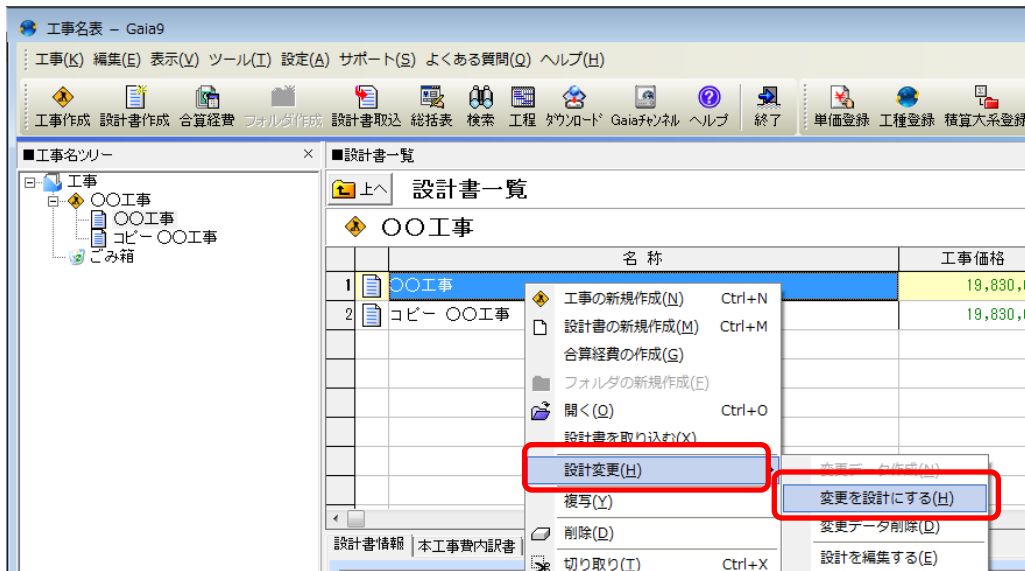 工事名表 － Gaia9
工事(K) 編集(E) 表示(V) ツール(T) 設定(A) サポート(S) よくある質問(Q) ヘルプ(H)
工事作成 設計書作成 合算経費 フォルダ作成 設計書取込 総括表 検索 工程 ダウンロード Gaiaチャンネル ヘルプ 終了 単価登録 工種登録 積算大系登録
■工事名ツリー ×
工事
〇〇工事
〇〇工事
コピー 〇〇工事
ごみ箱
■設計書一覧
上へ 設計書一覧
〇〇工事
名 称 工事価格
1 〇〇工事 19,830,
2 コピー 〇〇工事 19,830,
工事の新規作成(N) Ctrl+N
設計書の新規作成(M) Ctrl+M
合算経費の作成(G)
フォルダの新規作成(F)
開く(O) Ctrl+O
設計書を取り込む(X)
設計変更(H)
複写(Y)
削除(D)
切り取り(T) Ctrl+X
変更データ作成(N)
変更を設計にする(H)
変更データ削除(D)
設計を編集する(E)
設計書情報 本工事費内訳書